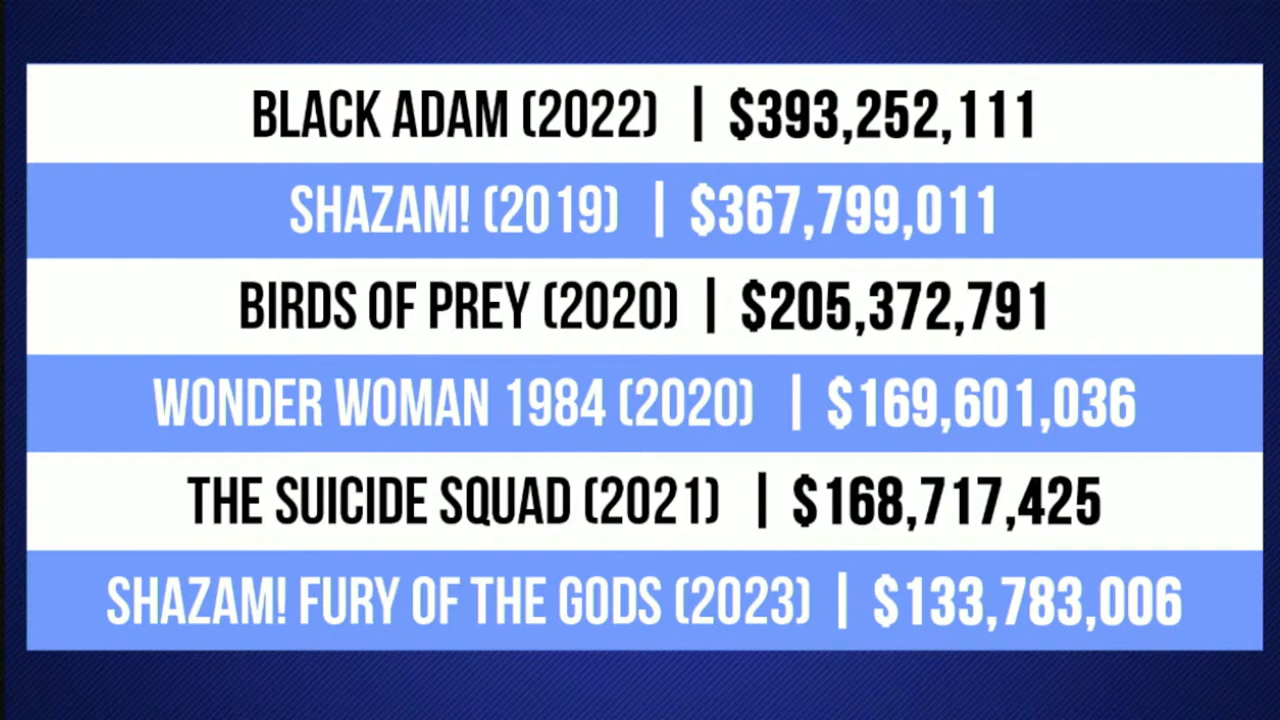 BLACK ADAM (2022) | $393,252,111
SHAZAM! (2019) | $367,799,011
BIRDS OF PREY (2020) | $205,372,791
WONDER WOMAN 1984 (2020) | $169,601,036
THE SUICIDE SQUAD (2021) | $168,717,425
SHAZAM! FURY OF THE GODS (2023) | $133,783,006